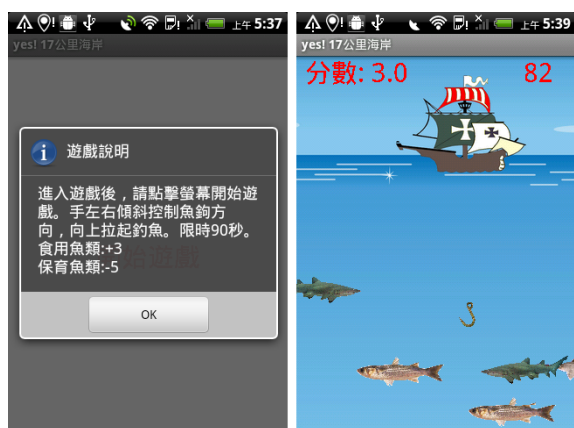 上午 5:37
yes! 17公里海岸
遊戲說明
進入遊戲後，請點擊螢幕開始遊
戲。手左右傾斜控制魚鉤方
向，向上拉起釣魚。限時90秒。
食用魚類:+3
保育魚類:-5
始遊戲
OK
上午 5:39
yes! 17公里海岸
分數: 3.0
82